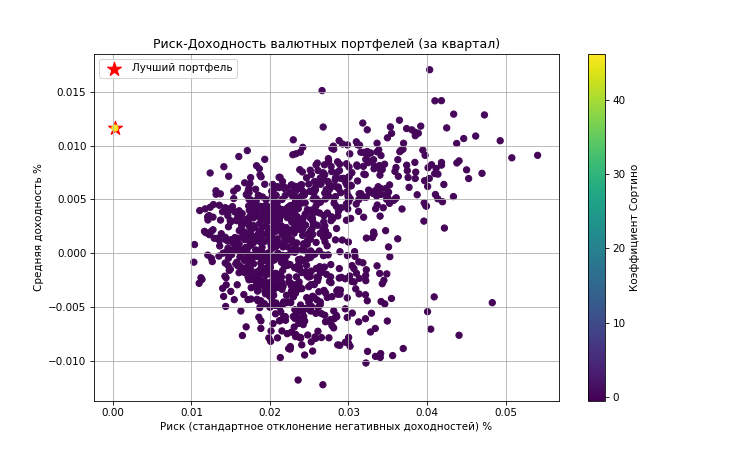 Риск-Доходность валютных портфелей (за квартал)
Лучший портфель
0.015
0.010
0.005
0.000
−0.005
−0.010
Средняя доходность %
0.00 0.01 0.02 0.03 0.04 0.05
Риск (стандартное отклонение негативных доходностей) %
40
30
20
10
0
Коэффициент Сортино